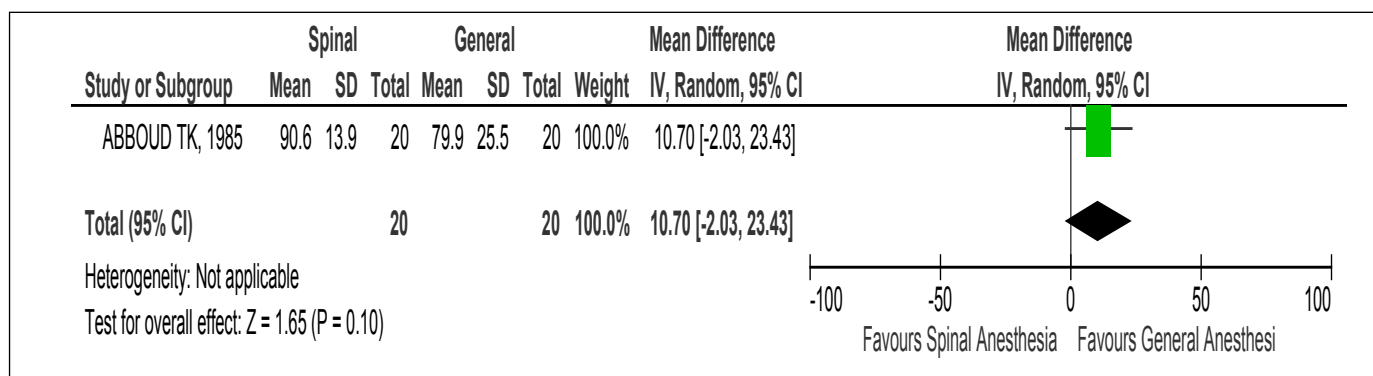 Spinal General Mean Difference Mean Difference
Study or Subgroup Mean SD Total Mean SD Total Weight IV, Random, 95% CI IV, Random, 95% CI
ABBOUD TK, 1985 90.6 13.9 20 79.9 25.5 20 100.0% 10.70 [-2.03, 23.43]
Total (95% CI) 20 20 100.0% 10.70 [-2.03, 23.43]
Heterogeneity: Not applicable
Test for overall effect: Z = 1.65 (P = 0.10)
-100 -50 0 50 100
Favours Spinal Anesthesia Favours General Anesthesi